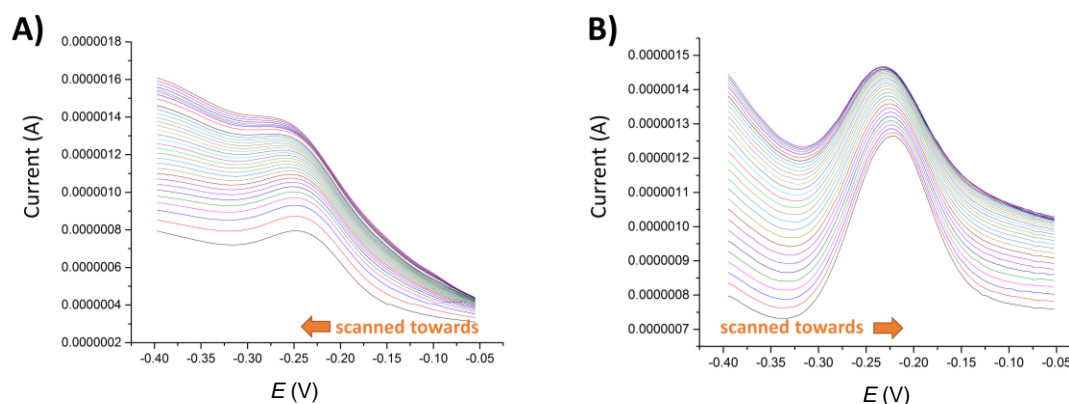 A)
0.0000018
0.0000016
0.0000014
0.0000012
0.0000010
0.0000008
0.0000006
0.0000004
0.0000002
Current (A)
scanned towards
-0.40 -0.35 -0.30 -0.25 -0.20 -0.15 -0.10 -0.05
E (V)
B)
0.0000015
0.0000014
0.0000013
0.0000012
0.0000011
0.0000010
0.0000009
0.0000008
0.0000007
Current (A)
scanned towards
-0.40 -0.35 -0.30 -0.25 -0.20 -0.15 -0.10 -0.05
E (V)